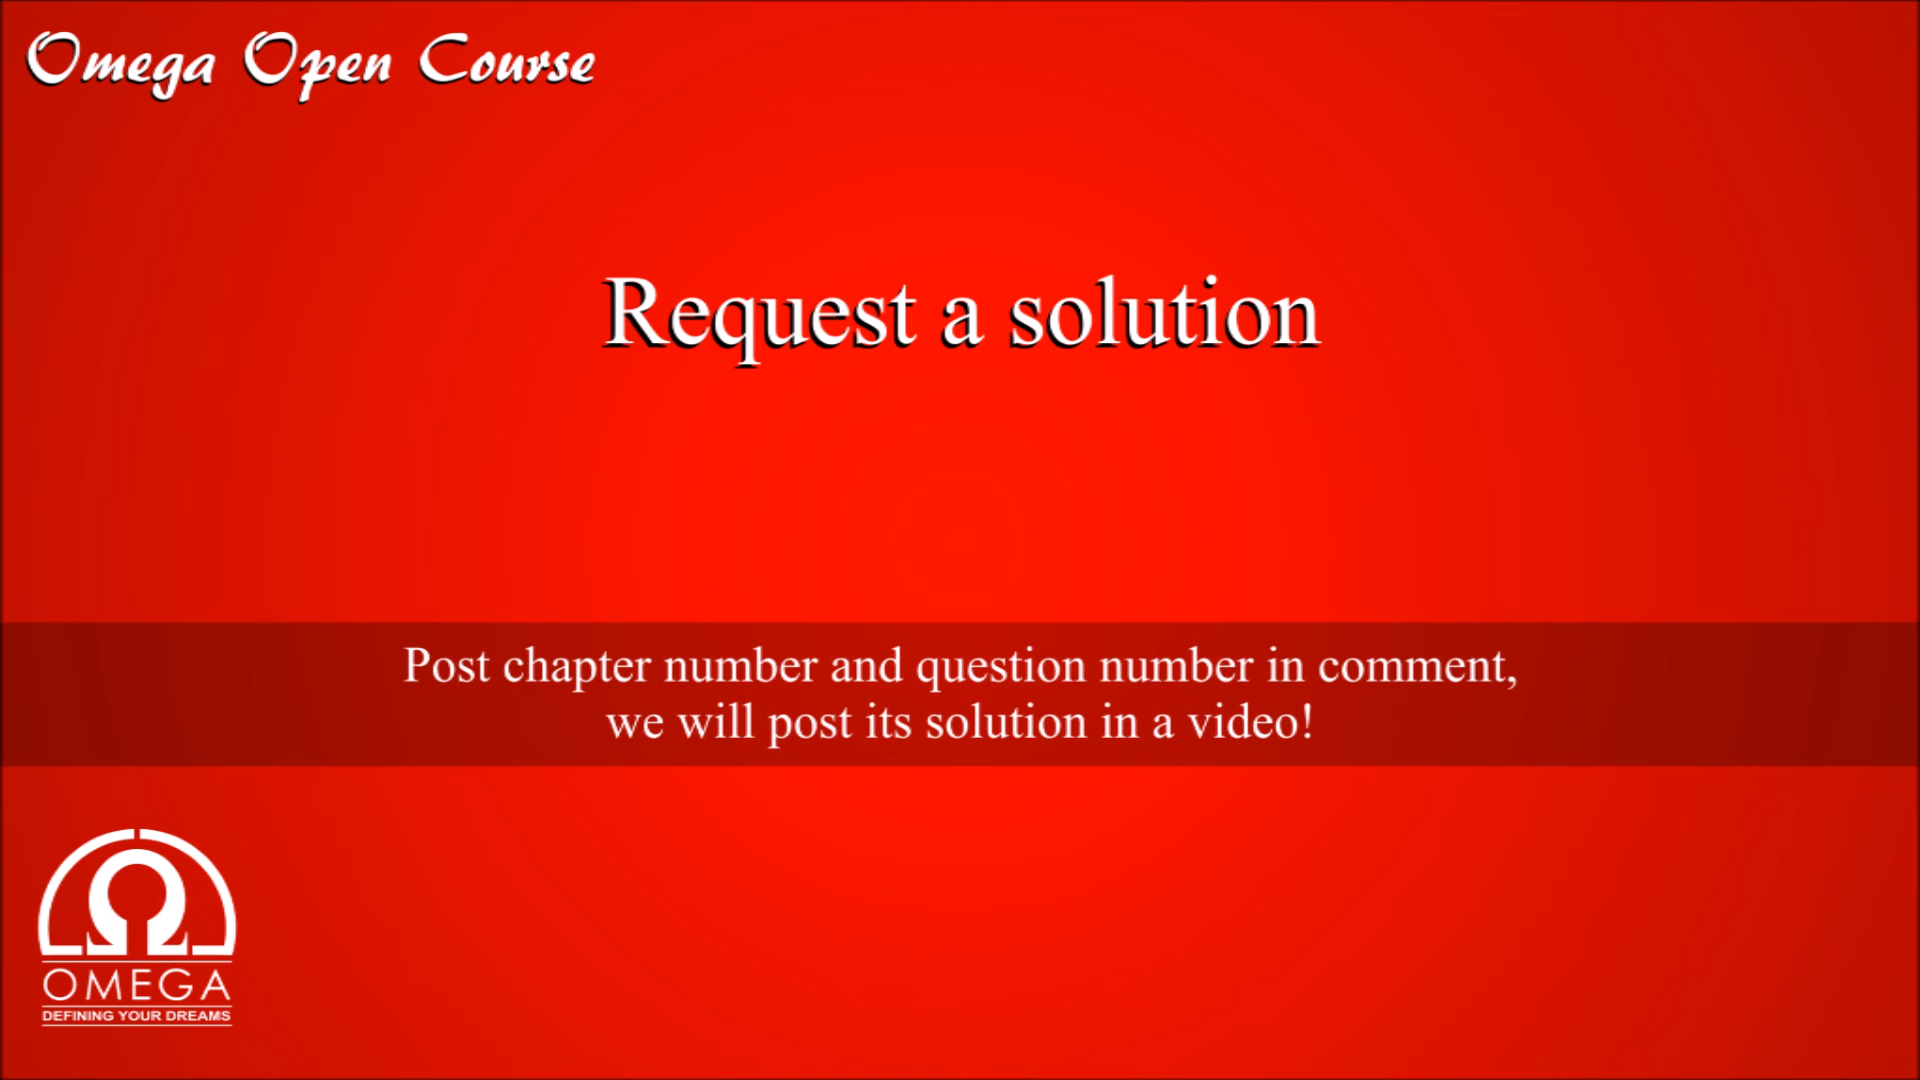 Omega Open Course
Request a solution
Post chapter number and question number in comment,
we will post its solution in a video!
OMEGA
DEFINING YOUR DREAMS